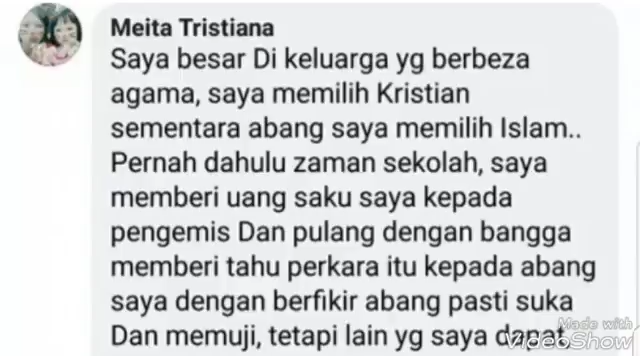 Meita Tristiana
Saya besar Di keluarga yg berbeza
agama, saya memilih Kristian
sementara abang saya memilih Islam..
Pernah dahulu zaman sekolah, saya
memberi uang saku saya kepada
pengemis Dan pulang dengan bangga
memberi tahu perkara itu kepada abang
saya dengan berfikir abang pasti suka
Dan memuji, tetapi lain yg saya dapat
Made with
VideoShow